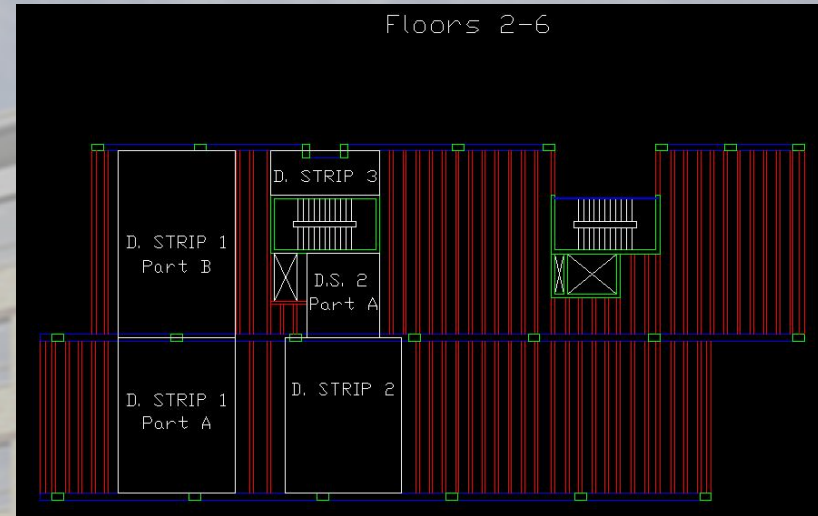 Floors 2-6
D. STRIP 3
D. STRIP 1
Part B
D.S. 2
Part A
D. STRIP 2
D. STRIP 1
Part A